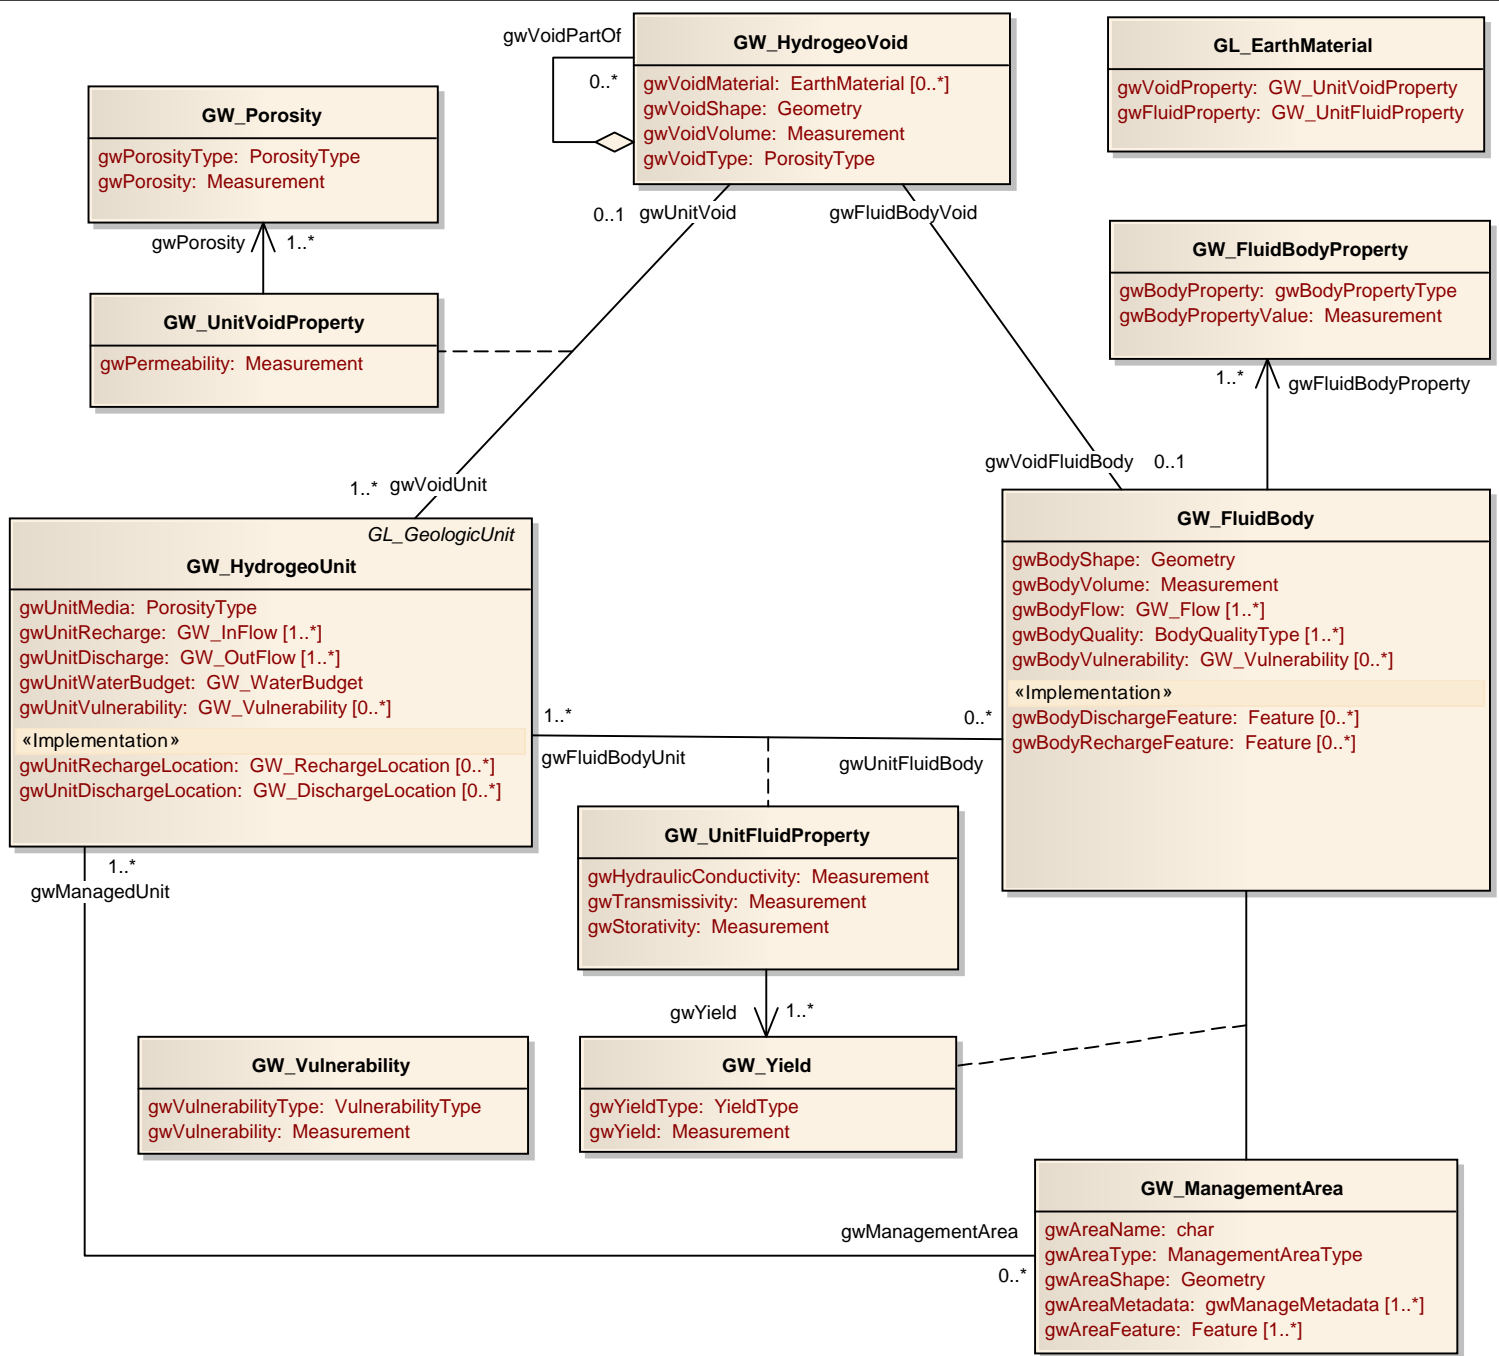 gwVoidPartOf
0..*
GW_HydrogeoVoid
gwVoidMaterial: EarthMaterial [0..*]
gwVoidShape: Geometry
gwVoidVolume: Measurement
gwVoidType: PorosityType
GL_EarthMaterial
gwVoidProperty: GW_UnitVoidProperty
gwFluidProperty: GW_UnitFluidProperty
GW_Porosity
gwPorosityType: PorosityType
gwPorosity: Measurement
0..1 gwUnitVoid
gwFluidBodyVoid
gwPorosity
1..*
GW_FluidBodyProperty
gwBodyProperty: gwBodyPropertyType
gwBodyPropertyValue: Measurement
GW_UnitVoidProperty
gwPermeability: Measurement
1..*
gwFluidBodyProperty
1..* gwVoidUnit
gwVoidFluidBody 0..1
GL_GeologicUnit
GW_HydrogeoUnit
gwUnitMedia: PorosityType
gwUnitRecharge: GW_InFlow [1..*]
gwUnitDischarge: GW_OutFlow [1..*]
gwUnitWaterBudget: GW_WaterBudget
gwUnitVulnerability: GW_Vulnerability [0..*]
«Implementation»
gwUnitRechargeLocation: GW_RechargeLocation [0..*]
gwUnitDischargeLocation: GW_DischargeLocation [0..*]
GW_FluidBody
gwBodyShape: Geometry
gwBodyVolume: Measurement
gwBodyFlow: GW_Flow [1..*]
gwBodyQuality: BodyQualityType [1..*]
gwBodyVulnerability: GW_Vulnerability [0..*]
«Implementation»
gwBodyDischargeFeature: Feature [0..*]
gwBodyRechargeFeature: Feature [0..*]
1..*
0..*
gwFluidBodyUnit
gwUnitFluidBody
GW_UnitFluidProperty
gwHydraulicConductivity: Measurement
gwTransmissivity: Measurement
gwStorativity: Measurement
1..*
gwManagedUnit
gwYield
1..*
GW_Vulnerability
gwVulnerabilityType: VulnerabilityType
gwVulnerability: Measurement
GW_Yield
gwYieldType: YieldType
gwYield: Measurement
gwManagementArea
0..*
GW_ManagementArea
gwAreaName: char
gwAreaType: ManagementAreaType
gwAreaShape: Geometry
gwAreaMetadata: gwManageMetadata [1..*]
gwAreaFeature: Feature [1..*]